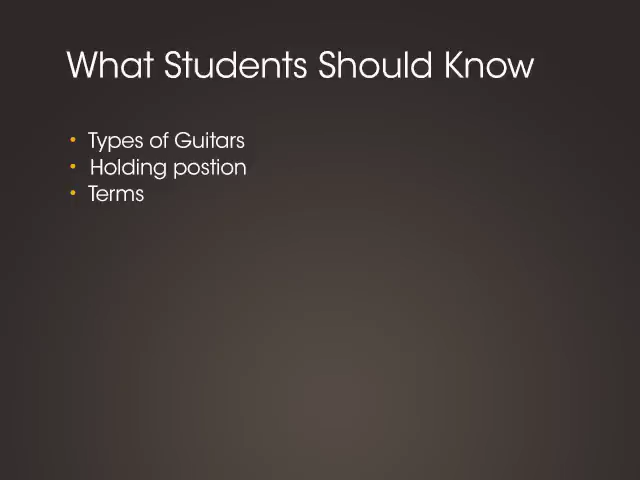 What Students Should Know
• Types of Guitars
• Holding postion
• Terms